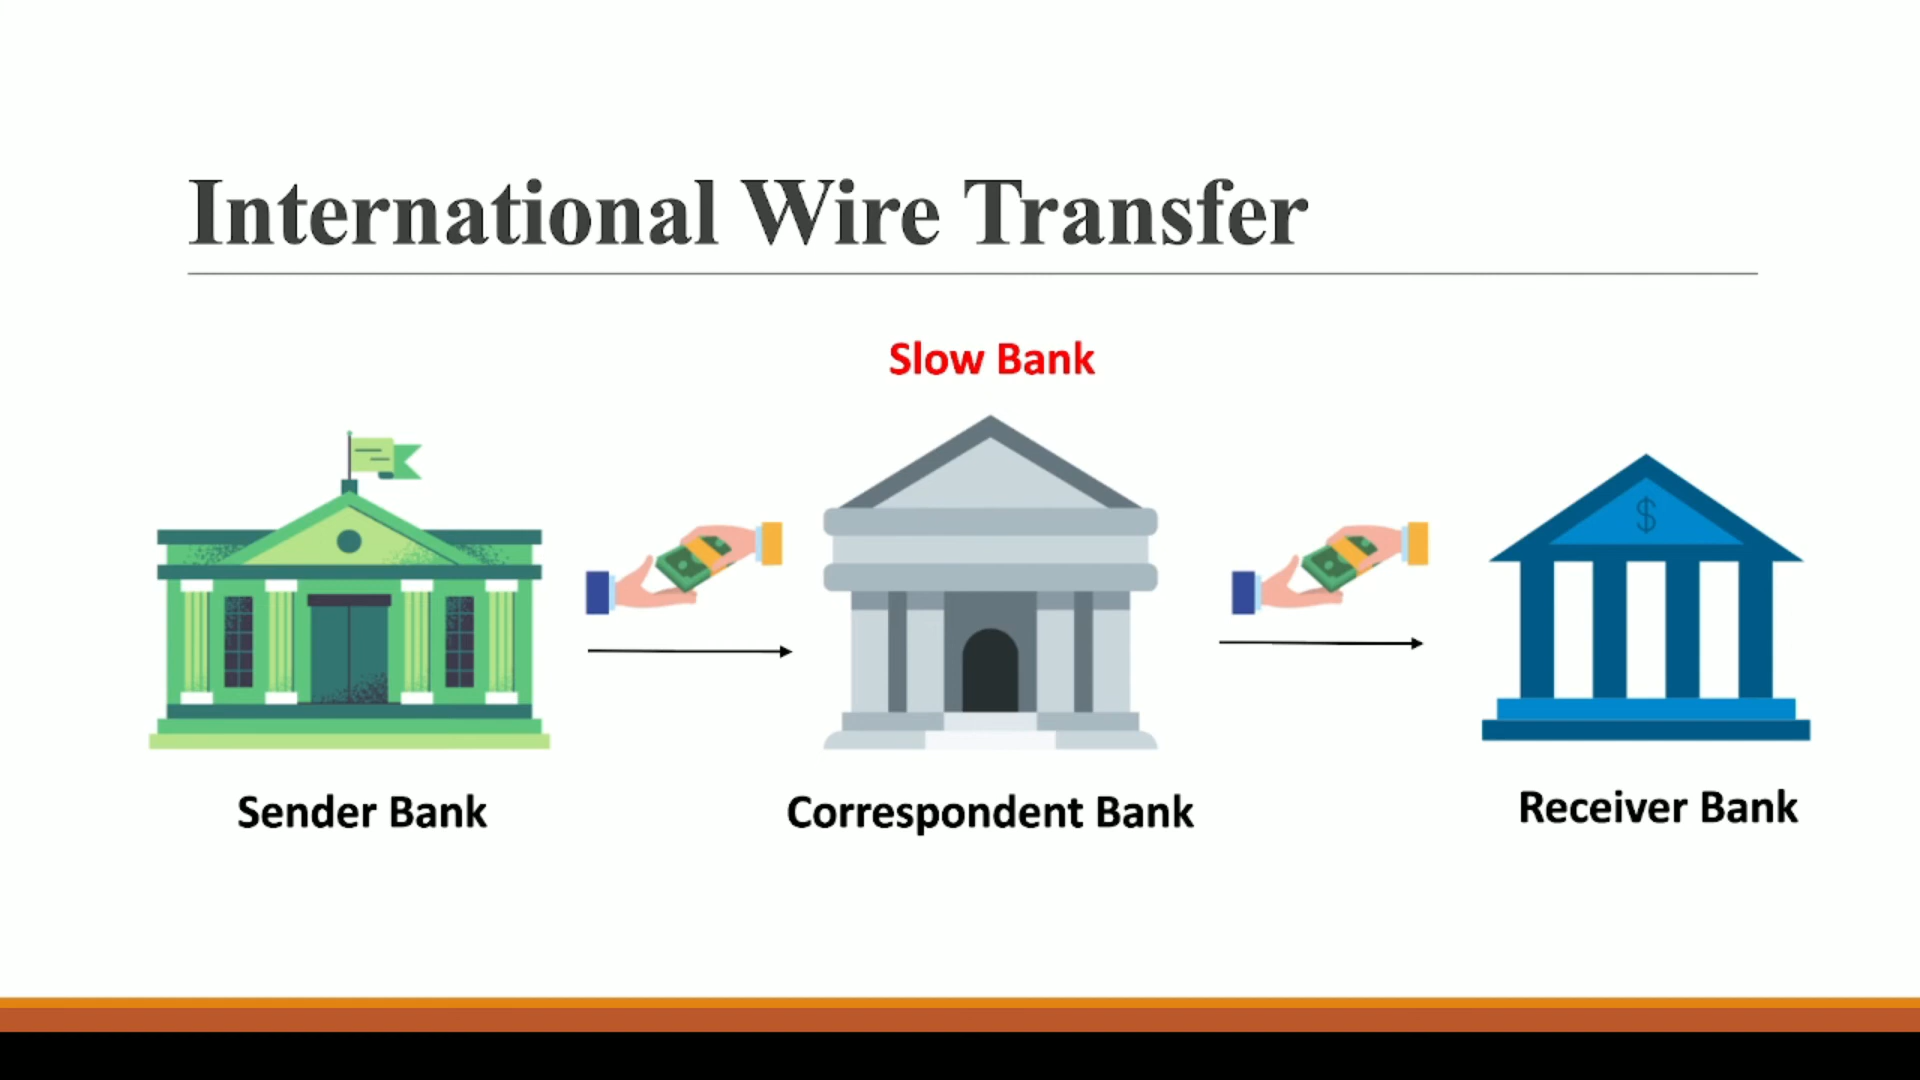 International Wire Transfer
Slow Bank
$
Sender Bank
Correspondent Bank
Receiver Bank